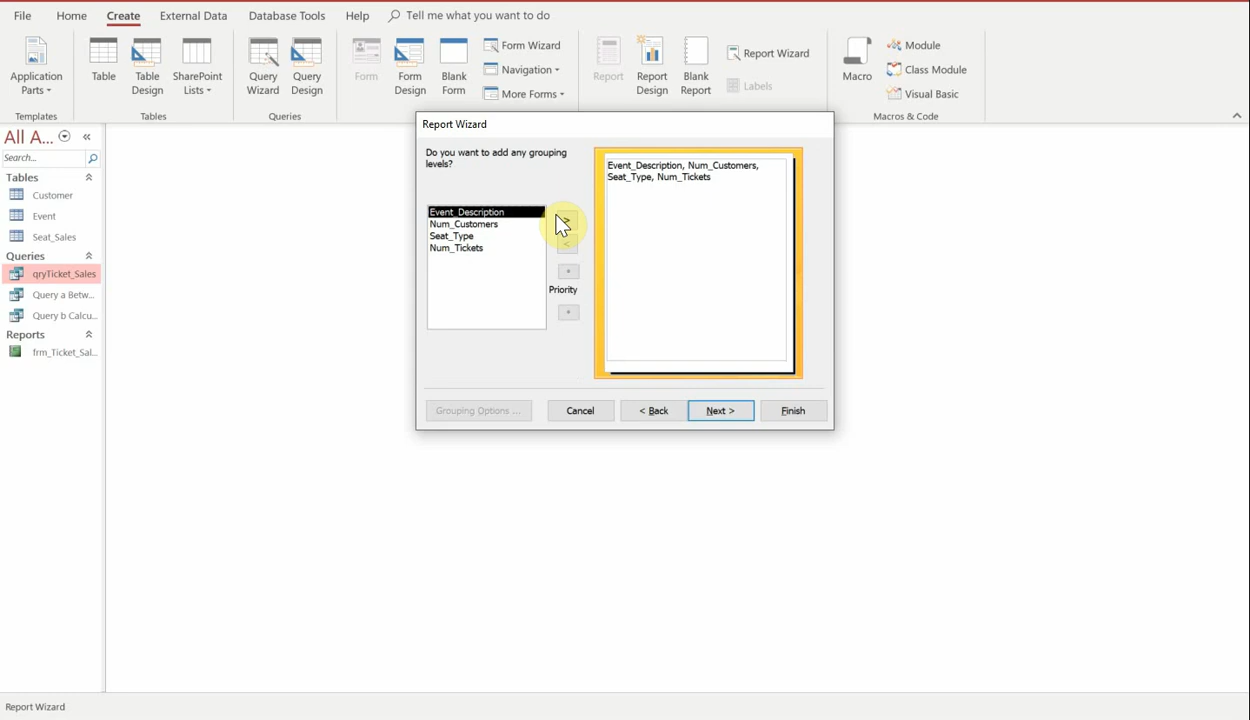 File Home Create External Data Database Tools Help Tell me what you want to do
Application Parts
Table
Table Design
SharePoint Lists
Query Wizard
Query Design
Form
Form Design
Blank Form
Form Wizard
Navigation
More Forms
Report
Report Design
Blank Report
Report Wizard
Labels
Macro
Module
Class Module
Visual Basic
Templates Tables Queries Macros & Code
All A...
Search...
Tables
Customer
Event
Seat_Sales
Queries
qryTicket_Sales
Query a Betw...
Query b Calcu...
Reports
frm_Ticket_Sal...
Report Wizard
Do you want to add any grouping
levels?
Event_Description
Num_Customers
Seat_Type
Num_Tickets
>
<
Priority
Event_Description, Num_Customers,
Seat_Type, Num_Tickets
Grouping Options ... Cancel < Back Next > Finish
Report Wizard